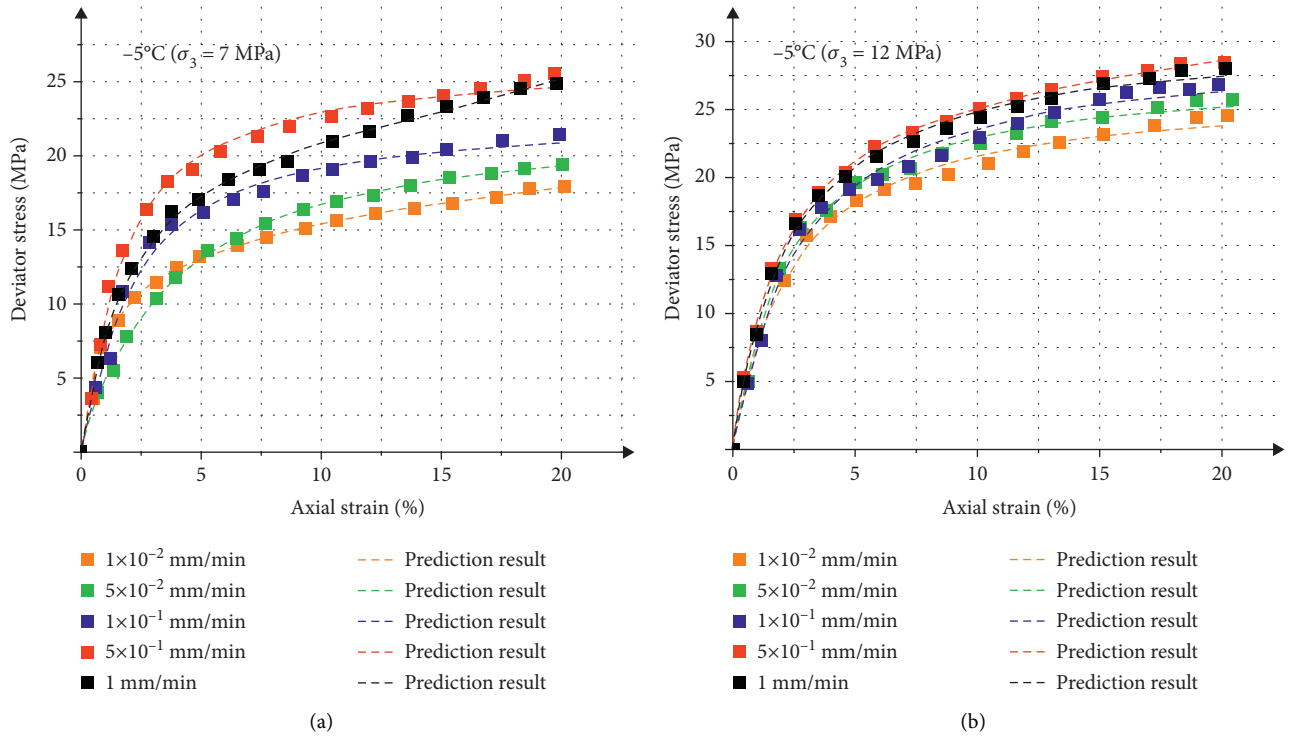 –5°C (σ3 = 7 MPa)
25
20
15
10
5
0 5 10 15 20
Deviator stress (MPa)
Axial strain (%)
1×10−2 mm/min Prediction result
5×10−2 mm/min Prediction result
1×10−1 mm/min Prediction result
5×10−1 mm/min Prediction result
1 mm/min Prediction result
(a)
–5°C (σ3 = 12 MPa)
30
25
20
15
10
5
0 5 10 15 20
Deviator stress (MPa)
Axial strain (%)
1×10−2 mm/min Prediction result
5×10−2 mm/min Prediction result
1×10−1 mm/min Prediction result
5×10−1 mm/min Prediction result
1 mm/min Prediction result
(b)